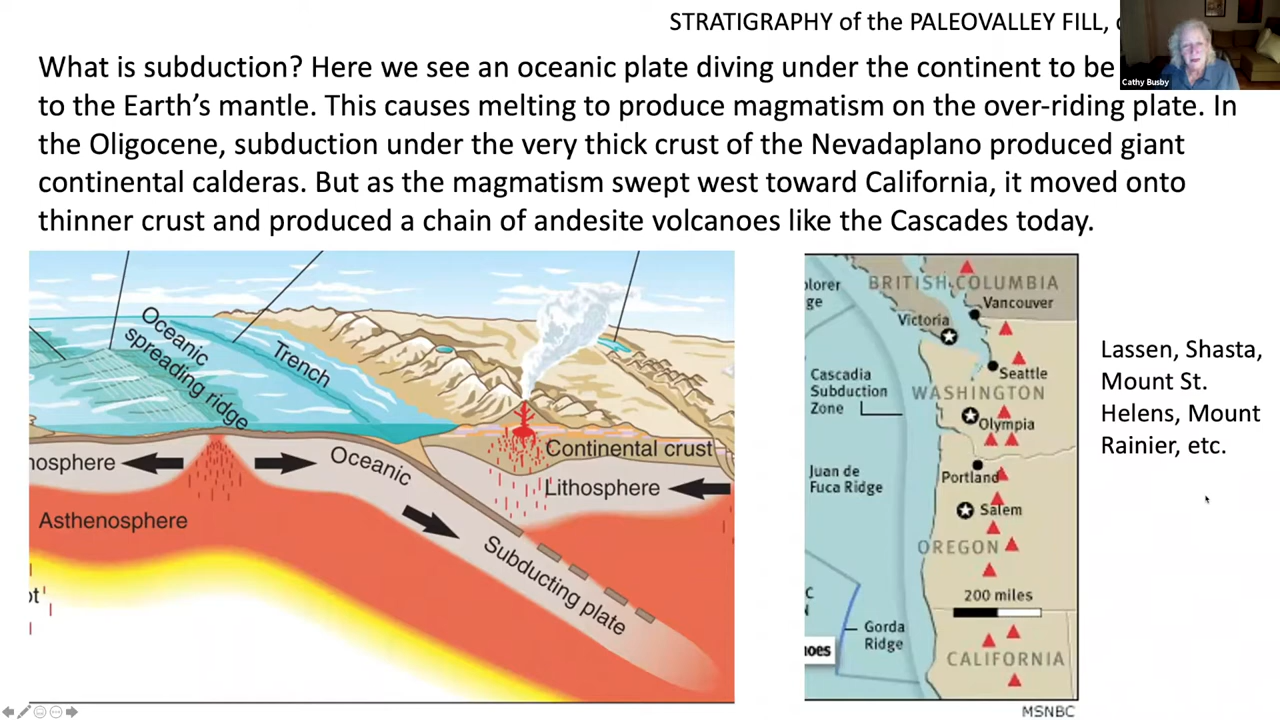 STRATIGRAPHY of the PALEOVALLEY FILL,
Cathy Busby
What is subduction? Here we see an oceanic plate diving under the continent to be
to the Earth's mantle. This causes melting to produce magmatism on the over-riding plate. In
the Oligocene, subduction under the very thick crust of the Nevadaplano produced giant
continental calderas. But as the magmatism swept west toward California, it moved onto
thinner crust and produced a chain of andesite volcanoes like the Cascades today.
Oceanic
spreading ridge
Trench
Continental crust
nosphere
Oceanic
Lithosphere
Asthenosphere
Subducting plate
ot
plorer
ge
BRITISH COLUMBIA
Vancouver
Victoria
Seattle
Cascadia
Subduction
Zone
WASHINGTON
Olympia
Juan de
Fuca Ridge
Portland
Salem
OREGON
200 miles
Gorda
Ridge
noes
CALIFORNIA
MSNBC
Lassen, Shasta,
Mount St.
Helens, Mount
Rainier, etc.